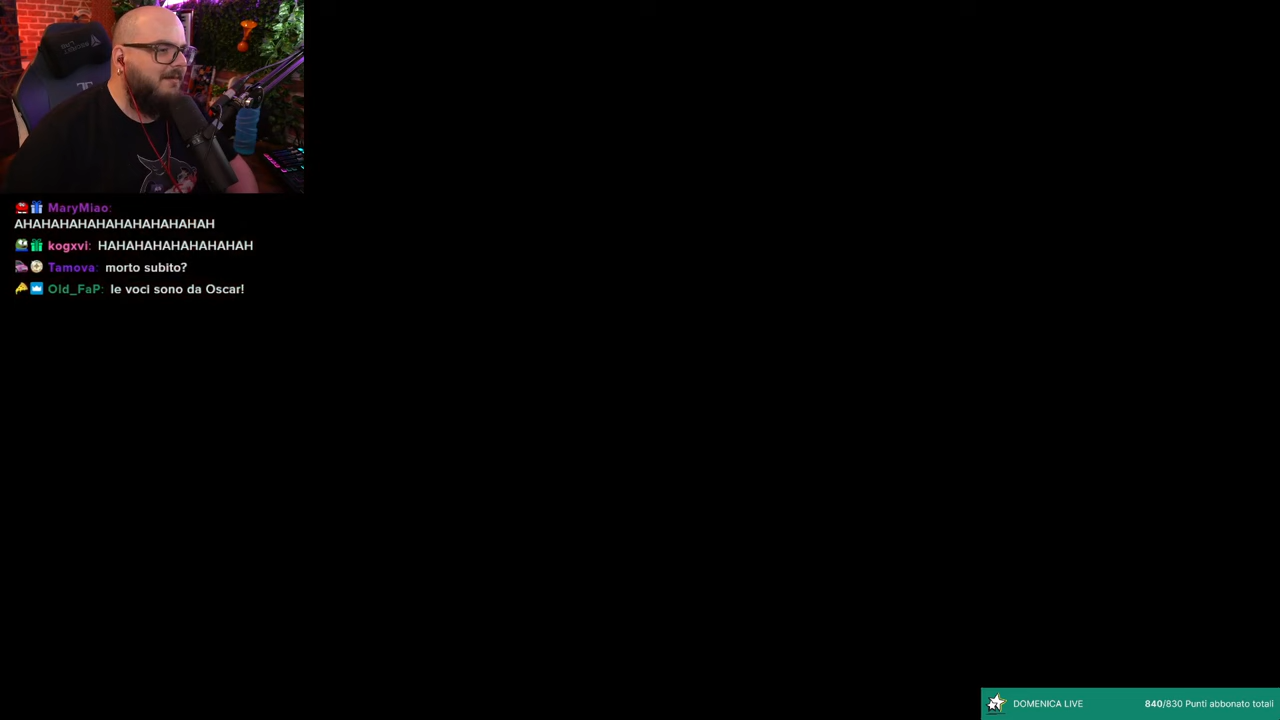 MaryMiao:
AHAHAHAHAHAHAHAHAHAHAH
kogxvi: HAHAHAHAHAHAHAHAH
Tamova: morto subito?
Old_FaP: le voci sono da Oscar!
DOMENICA LIVE 840/830 Punti abbonato totali